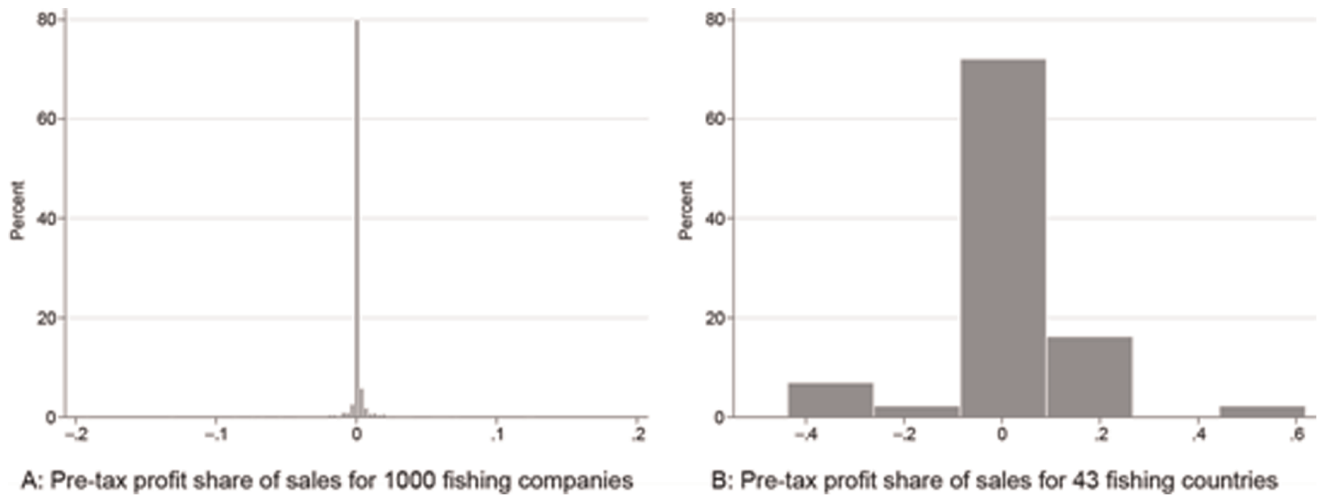 80
60
Percent
40
20
0
–.2 –.1 0 .1 .2
A: Pre-tax profit share of sales for 1000 fishing companies
80
60
Percent
40
20
0
–.4 –.2 0 .2 .4 .6
B: Pre-tax profit share of sales for 43 fishing countries